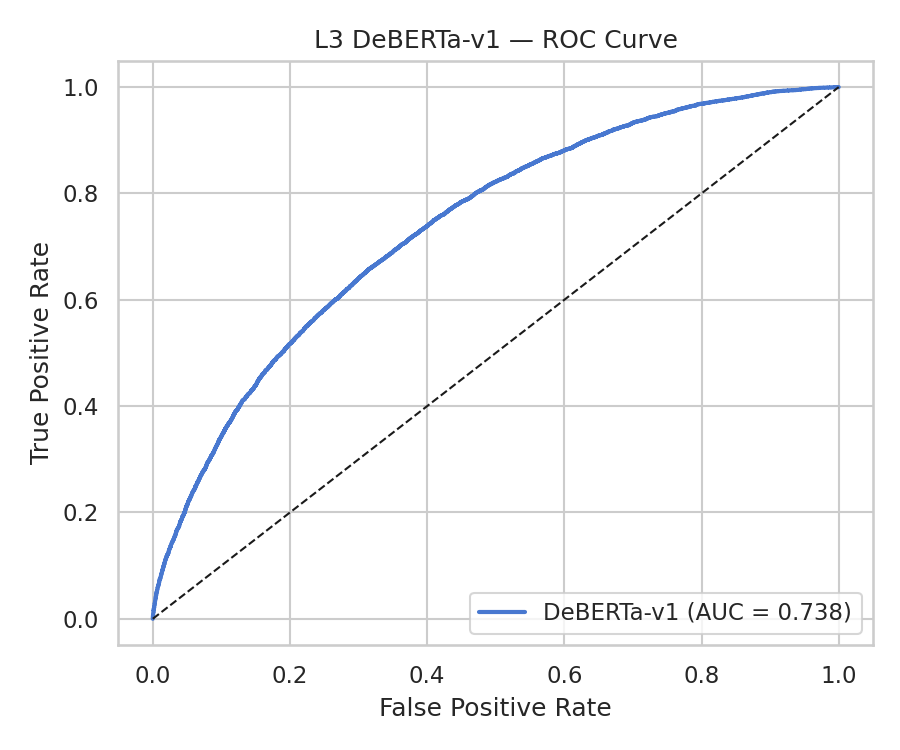 L3 DeBERTa-v1 — ROC Curve
True Positive Rate
1.0
0.8
0.6
0.4
0.2
0.0
DeBERTa-v1 (AUC = 0.738)
0.0 0.2 0.4 0.6 0.8 1.0
False Positive Rate